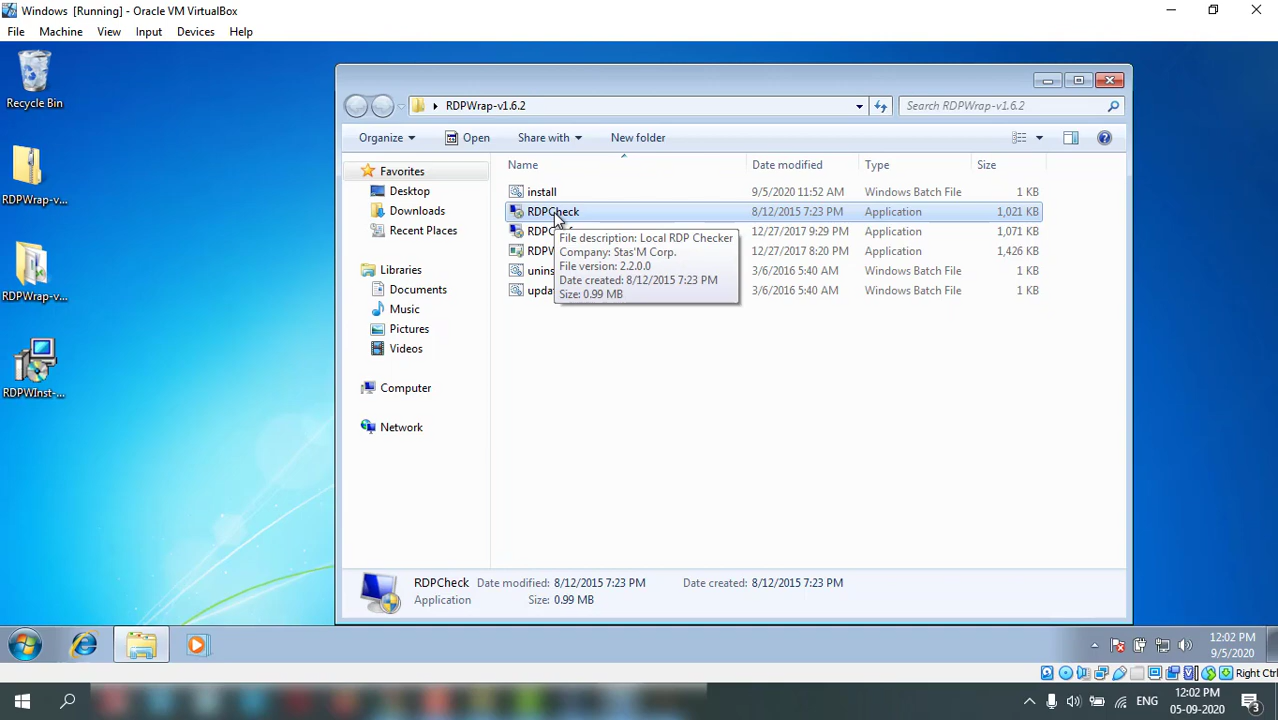 Windows [Running] - Oracle VM VirtualBox
File Machine View Input Devices Help
Recycle Bin
RDPWrap-v...
RDPWrap-v...
RDPWInst-...
RDPWrap-v1.6.2
Search RDPWrap-v1.6.2
Organize Open Share with New folder
Favorites
Desktop
Downloads
Recent Places
Libraries
Documents
Music
Pictures
Videos
Computer
Network
Name Date modified Type Size
install 9/5/2020 11:52 AM Windows Batch File 1 KB
RDPCheck 8/12/2015 7:23 PM Application 1,021 KB
12/27/2017 9:29 PM Application 1,071 KB
12/27/2017 8:20 PM Application 1,426 KB
3/6/2016 5:40 AM Windows Batch File 1 KB
3/6/2016 5:40 AM Windows Batch File 1 KB
File description: Local RDP Checker
Company: Stas'M Corp.
File version: 2.2.0.0
Date created: 8/12/2015 7:23 PM
Size: 0.99 MB
RDPCheck Date modified: 8/12/2015 7:23 PM Date created: 8/12/2015 7:23 PM
Application Size: 0.99 MB
12:02 PM
9/5/2020
Right Ctrl
ENG
12:02 PM
05-09-2020
3